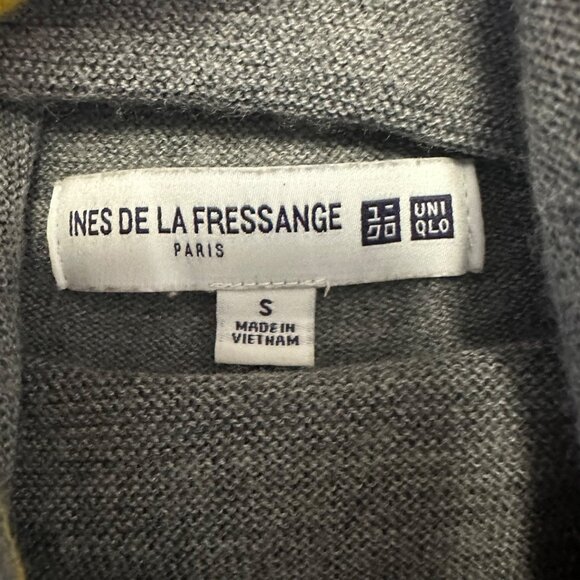 INES DE LA FRESSANGE
PARIS
ユニ
クロ
UNI
QLO
S
MADE IN
VIETNAM